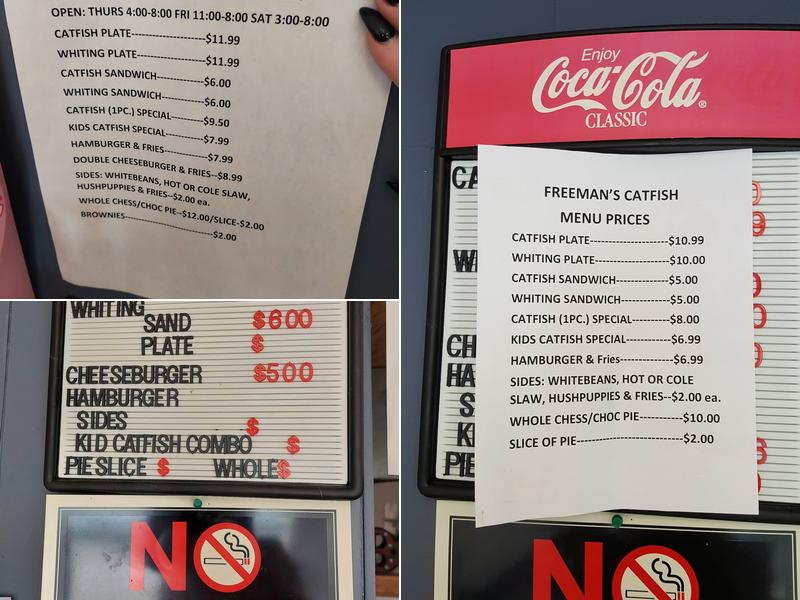 OPEN: THURS 4:00-8:00 FRI 11:00-8:00 SAT 3:00-8:00
CATFISH PLATE--------------------$11.99
WHITING PLATE--------------------$11.99
CATFISH SANDWICH------------$6.00
WHITING SANDWICH------------$6.00
CATFISH (1PC.) SPECIAL--------$9.50
KIDS CATFISH SPECIAL---------$7.99
HAMBURGER & FRIES----------$7.99
DOUBLE CHEESEBURGER & FRIES--$8.99
SIDES: WHITEBEANS, HOT OR COLE SLAW,
HUSHPUPPIES & FRIES--$2.00 ea.
WHOLE CHESS/CHOC PIE--$12.00/SLICE-$2.00
BROWNIES-----------------------$2.00
WHITING
SAND $6.00
PLATE $
CHEESEBURGER $5.00
HAMBURGER
SIDES $
KID CATFISH COMBO $
PIE SLICE $ WHOLE $
NO
Enjoy
Coca-Cola®
CLASSIC
FREEMAN'S CATFISH
MENU PRICES
CATFISH PLATE---------------------$10.99
WHITING PLATE--------------------$10.00
CATFISH SANDWICH-------------$5.00
WHITING SANDWICH-------------$5.00
CATFISH (1PC.) SPECIAL---------$8.00
KIDS CATFISH SPECIAL-----------$6.99
HAMBURGER & Fries-------------$6.99
SIDES: WHITEBEANS, HOT OR COLE
SLAW, HUSHPUPPIES & FRIES--$2.00 ea.
WHOLE CHESS/CHOC PIE----------$10.00
SLICE OF PIE---------------------------$2.00
NO